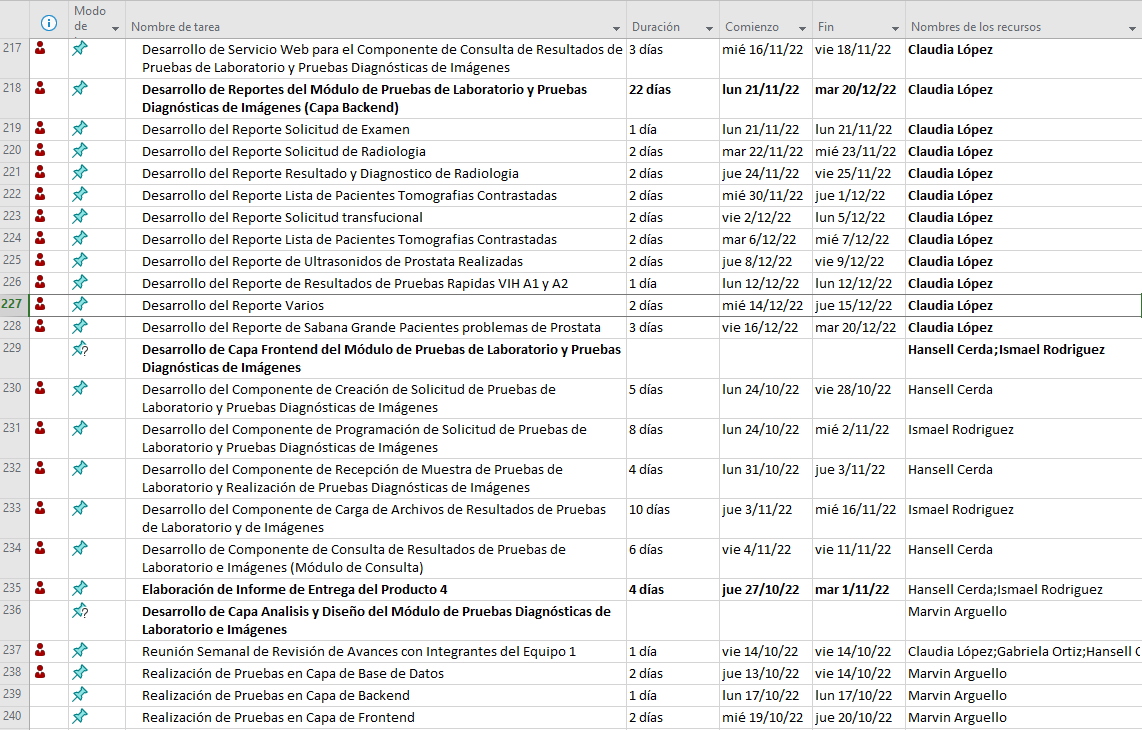 Modo de
Nombre de tarea Duración Comienzo Fin Nombres de los recursos
217 Desarrollo de Servicio Web para el Componente de Consulta de Resultados de 3 días mié 16/11/22 vie 18/11/22 Claudia López
Pruebas de Laboratorio y Pruebas Diagnósticas de Imágenes
218 Desarrollo de Reportes del Módulo de Pruebas de Laboratorio y Pruebas 22 días lun 21/11/22 mar 20/12/22 Claudia López
Diagnósticas de Imágenes (Capa Backend)
219 Desarrollo del Reporte Solicitud de Examen 1 día lun 21/11/22 lun 21/11/22 Claudia López
220 Desarrollo del Reporte Solicitud de Radiologia 2 días mar 22/11/22 mié 23/11/22 Claudia López
221 Desarrollo del Reporte Resultado y Diagnostico de Radiologia 2 días jue 24/11/22 vie 25/11/22 Claudia López
222 Desarrollo del Reporte Lista de Pacientes Tomografias Contrastadas 2 días mié 30/11/22 jue 1/12/22 Claudia López
223 Desarrollo del Reporte Solicitud transfucional 2 días vie 2/12/22 lun 5/12/22 Claudia López
224 Desarrollo del Reporte Lista de Pacientes Tomografias Contrastadas 2 días mar 6/12/22 mié 7/12/22 Claudia López
225 Desarrollo del Reporte de Ultrasonidos de Prostata Realizadas 2 días jue 8/12/22 vie 9/12/22 Claudia López
226 Desarrollo del Reporte de Resultados de Pruebas Rapidas VIH A1 y A2 1 día lun 12/12/22 lun 12/12/22 Claudia López
227 Desarrollo del Reporte Varios 2 días mié 14/12/22 jue 15/12/22 Claudia López
228 Desarrollo del Reporte de Sabana Grande Pacientes problemas de Prostata 3 días vie 16/12/22 mar 20/12/22 Claudia López
229 Desarrollo de Capa Frontend del Módulo de Pruebas de Laboratorio y Pruebas Hansell Cerda;Ismael Rodriguez
Diagnósticas de Imágenes
230 Desarrollo del Componente de Creación de Solicitud de Pruebas de 5 días lun 24/10/22 vie 28/10/22 Hansell Cerda
Laboratorio y Pruebas Diagnósticas de Imágenes
231 Desarrollo del Componente de Programación de Solicitud de Pruebas de 8 días lun 24/10/22 mié 2/11/22 Ismael Rodriguez
Laboratorio y Pruebas Diagnósticas de Imágenes
232 Desarrollo del Componente de Recepción de Muestra de Pruebas de 4 días lun 31/10/22 jue 3/11/22 Hansell Cerda
Laboratorio y Realización de Pruebas Diagnósticas de Imágenes
233 Desarrollo del Componente de Carga de Archivos de Resultados de Pruebas 10 días jue 3/11/22 mié 16/11/22 Ismael Rodriguez
de Laboratorio y de Imágenes
234 Desarrollo de Componente de Consulta de Resultados de Pruebas de 6 días vie 4/11/22 vie 11/11/22 Hansell Cerda
Laboratorio e Imágenes (Módulo de Consulta)
235 Elaboración de Informe de Entrega del Producto 4 4 días jue 27/10/22 mar 1/11/22 Hansell Cerda;Ismael Rodriguez
236 Desarrollo de Capa Analisis y Diseño del Módulo de Pruebas Diagnósticas de Marvin Arguello
Laboratorio e Imágenes
237 Reunión Semanal de Revisión de Avances con Integrantes del Equipo 1 1 día vie 14/10/22 vie 14/10/22 Claudia López;Gabriela Ortiz;Hansell
238 Realización de Pruebas en Capa de Base de Datos 2 días jue 13/10/22 vie 14/10/22 Marvin Arguello
239 Realización de Pruebas en Capa de Backend 1 día lun 17/10/22 lun 17/10/22 Marvin Arguello
240 Realización de Pruebas en Capa de Frontend 2 días mié 19/10/22 jue 20/10/22 Marvin Arguello